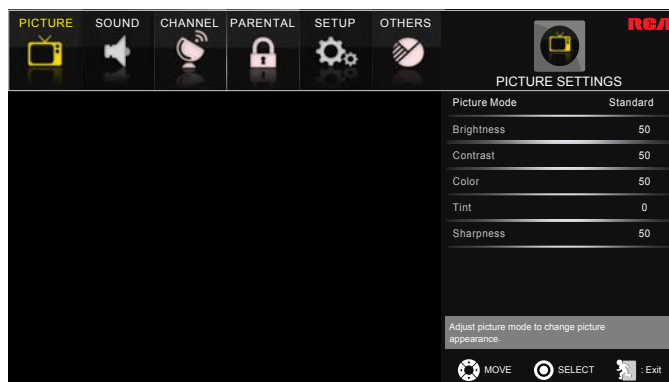 PICTURE SOUND CHANNEL PARENTAL SETUP OTHERS
RCA
PICTURE SETTINGS
Picture Mode Standard
Brightness 50
Contrast 50
Color 50
Tint 0
Sharpness 50
Adjust picture mode to change picture
appearance.
MOVE SELECT : Exit